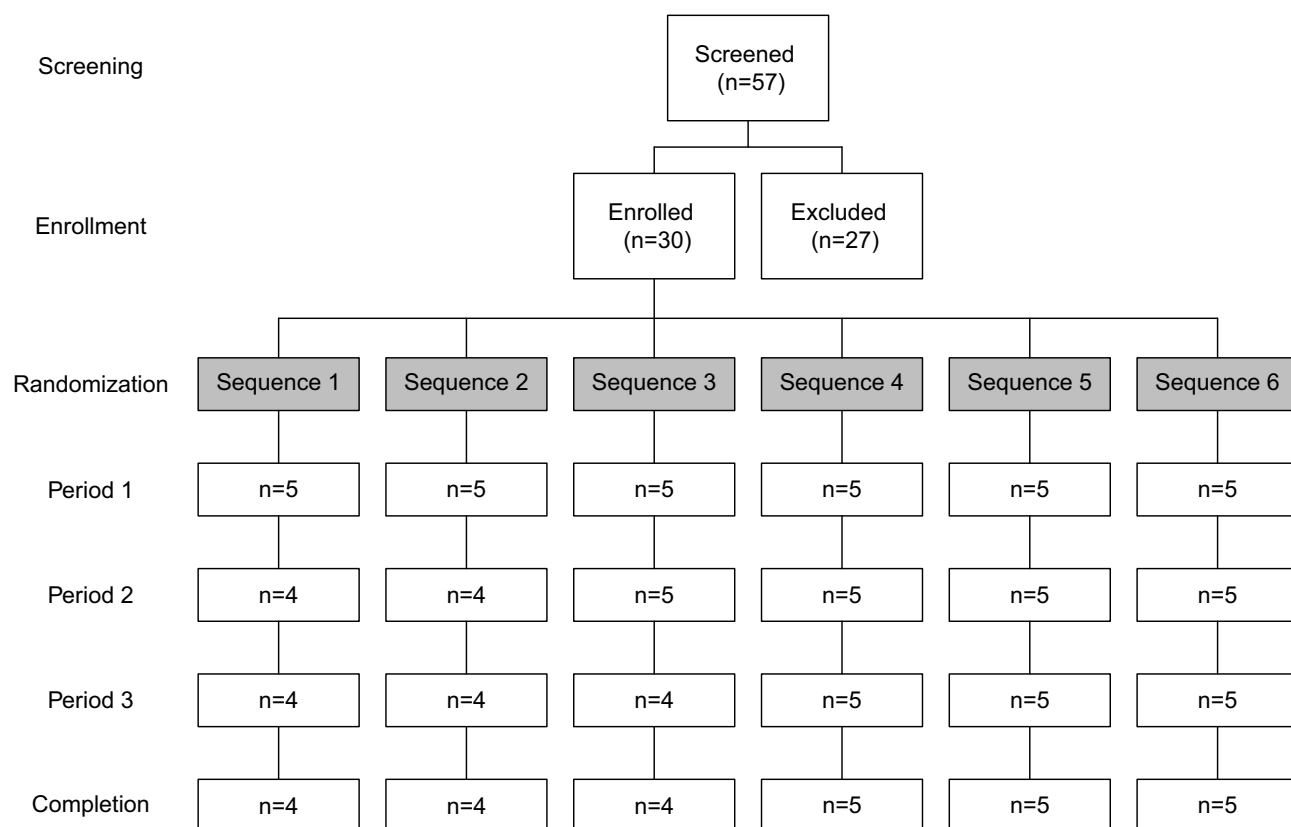 Screening
Screened
(n=57)
Enrollment
Enrolled
(n=30)
Excluded
(n=27)
Randomization
Sequence 1
Sequence 2
Sequence 3
Sequence 4
Sequence 5
Sequence 6
Period 1
n=5
n=5
n=5
n=5
n=5
n=5
Period 2
n=4
n=4
n=5
n=5
n=5
n=5
Period 3
n=4
n=4
n=4
n=5
n=5
n=5
Completion
n=4
n=4
n=4
n=5
n=5
n=5